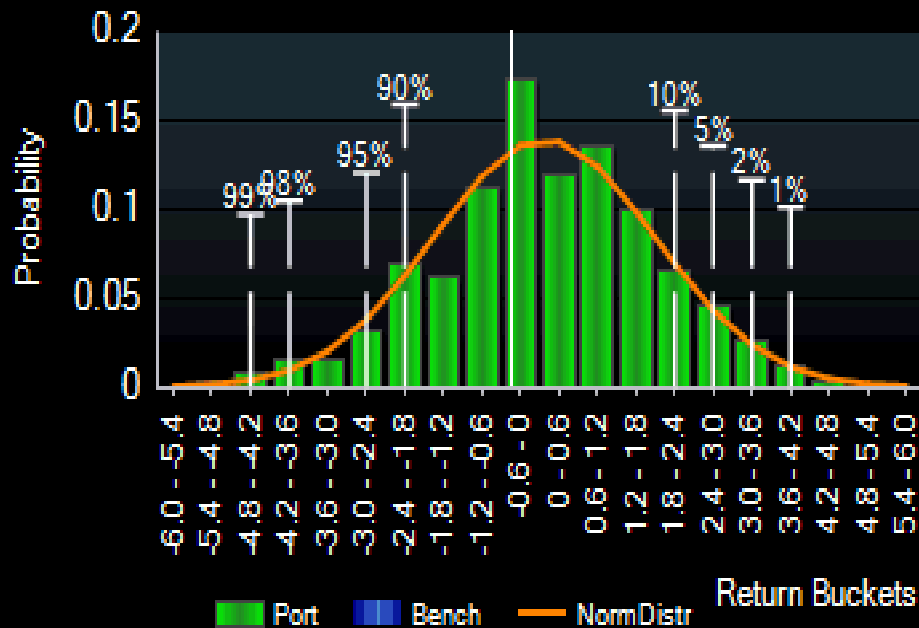 0.2
0.15
0.1
0.05
0
Probability
99%
98%
95%
90%
10%
5%
2%
1%
-6.0 - -5.4
-5.4 - -4.8
-4.8 - -4.2
-4.2 - -3.6
-3.6 - -3.0
-3.0 - -2.4
-2.4 - -1.8
-1.8 - -1.2
-1.2 - -0.6
-0.6 - 0
0 - 0.6
0.6 - 1.2
1.2 - 1.8
1.8 - 2.4
2.4 - 3.0
3.0 - 3.6
3.6 - 4.2
4.2 - 4.8
4.8 - 5.4
5.4 - 6.0
Return Buckets
Port Bench NormDistr